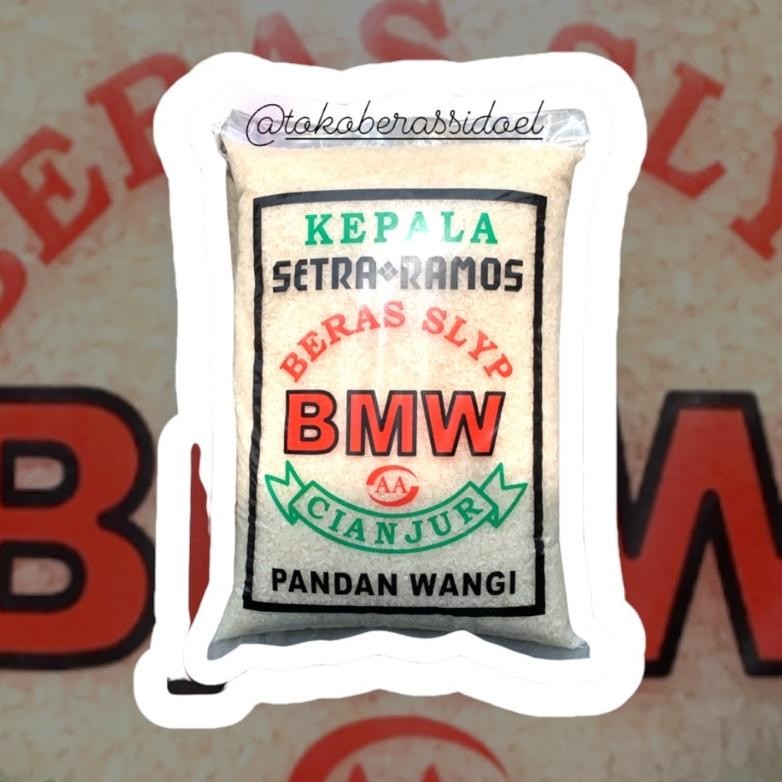 @tokoberassidoel
KEPALA
SETRA❖RAMOS
BERAS SLYP
BMW
AA
CIANJUR
PANDAN WANGI